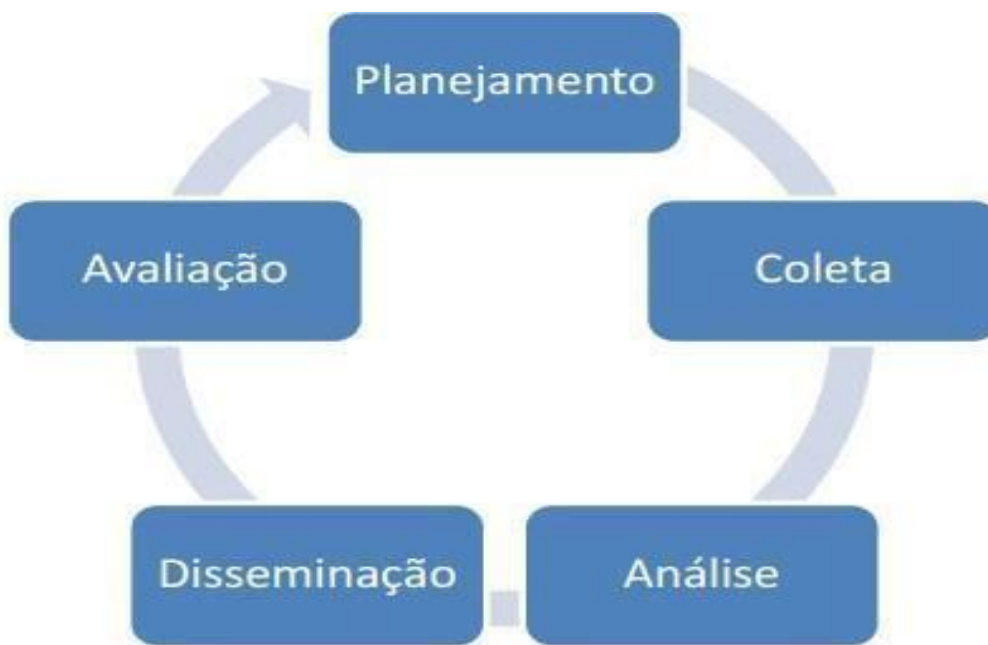 Planejamento
Coleta
Análise
Disseminação
Avaliação